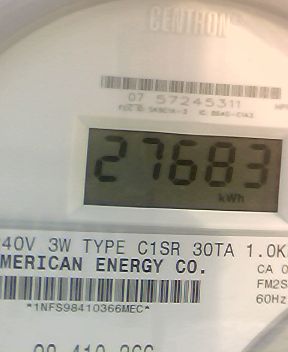 CENTRON
07 57245311
27683
kWh
40V 3W TYPE C1SR 30TA 1.0K
MERICAN ENERGY CO.
CA 0
FM2S
60Hz
*1NFS98410366MEC*